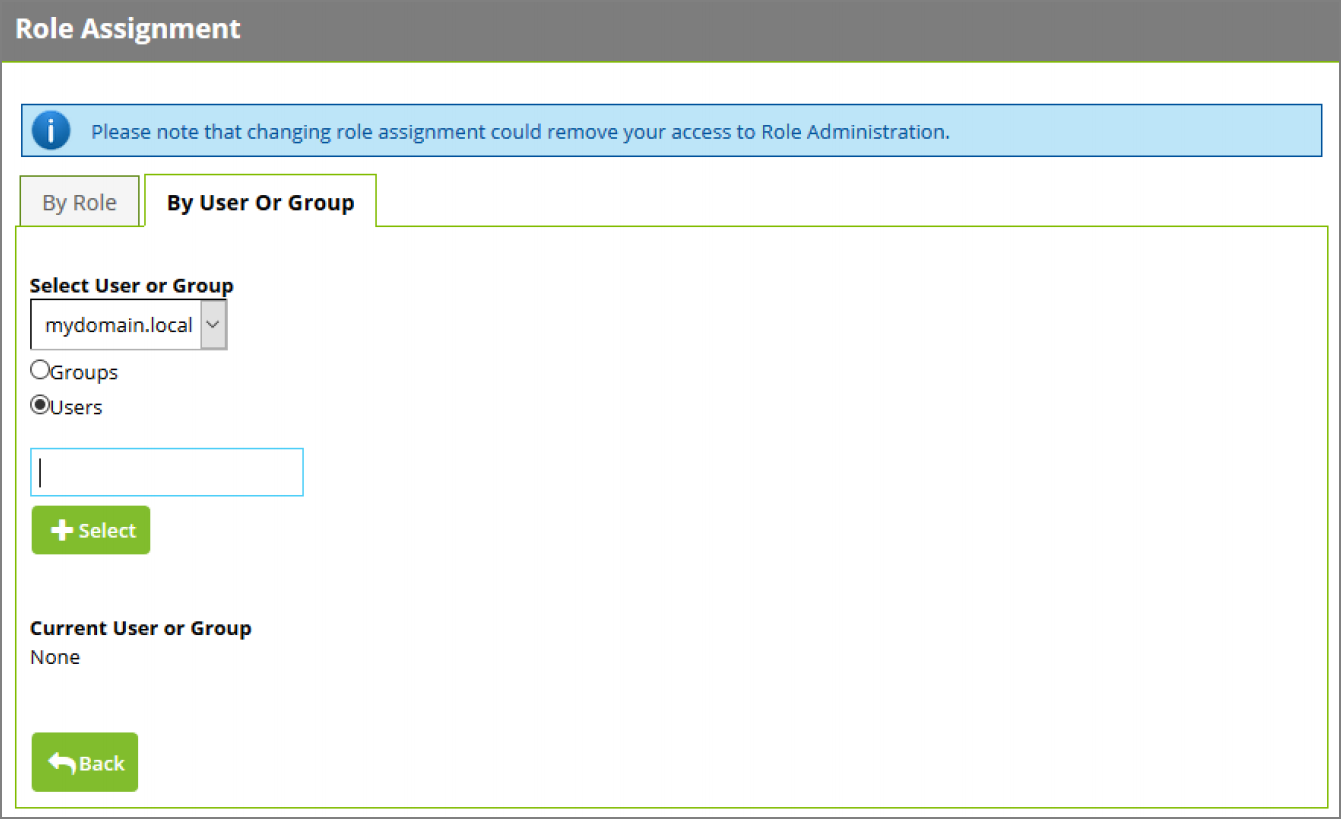 Role Assignment
i
Please note that changing role assignment could remove your access to Role Administration.
By Role
By User Or Group
Select User or Group
mydomain.local
Groups
Users
Select
Current User or Group
None
Back